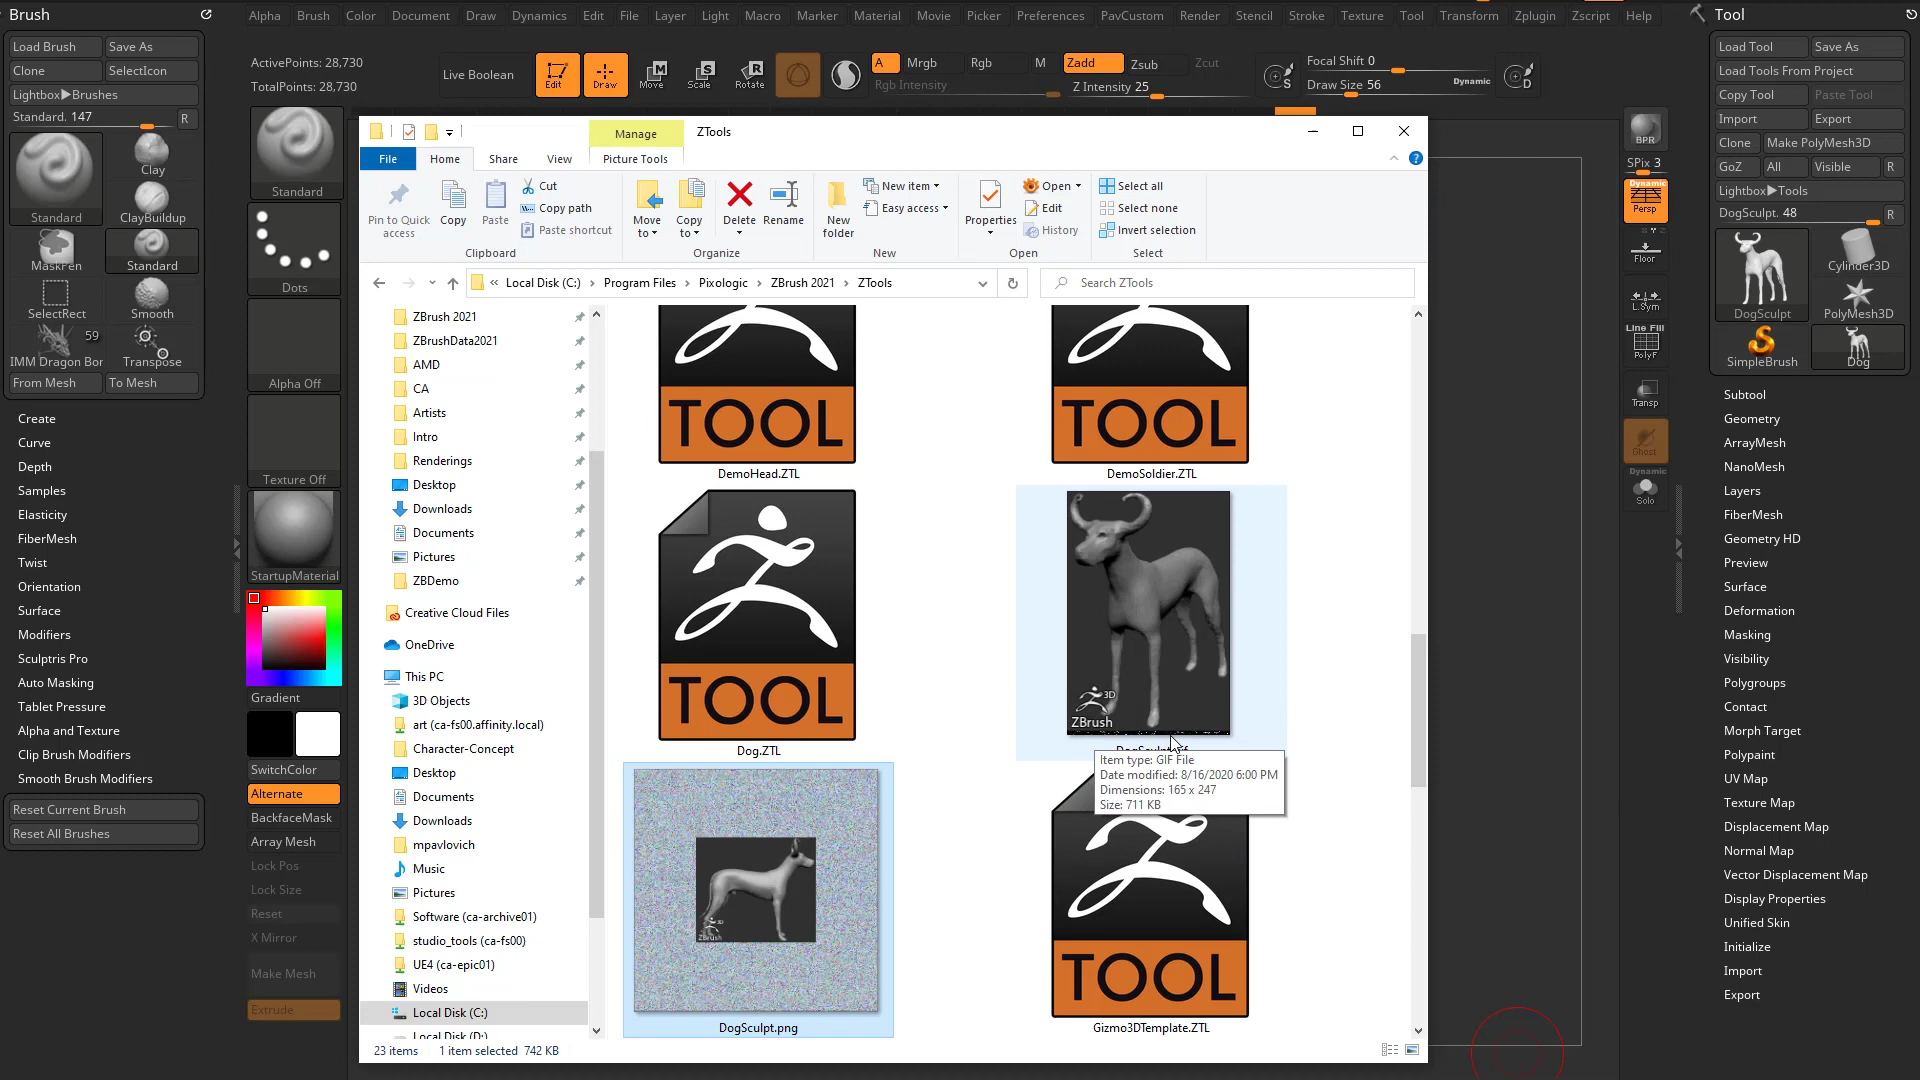 Brush
Load Brush
Save As
Clone
SelectIcon
Lightbox▶Brushes
Standard. 147
R
Standard
Clay
ClayBuildup
MaskPen
Standard
SelectRect
Smooth
59
IMM Dragon Bor
Transpose
From Mesh
To Mesh
Create
Curve
Depth
Samples
Elasticity
FiberMesh
Twist
Orientation
Surface
Modifiers
Sculptris Pro
Auto Masking
Tablet Pressure
Alpha and Texture
Clip Brush Modifiers
Smooth Brush Modifiers
Reset Current Brush
Reset All Brushes
Alpha Brush Color Document Draw Dynamics Edit File Layer Light Macro Marker Material Movie Picker Preferences PavCustom Render Stencil Stroke Texture Tool Transform Zplugin Zscript Help
ActivePoints: 28,730
TotalPoints: 28,730
Live Boolean
Edit
Draw
Move
Scale
Rotate
A
Mrgb
Rgb
M
Zadd
Zsub
Zcut
Rgb Intensity
Z Intensity 25
S
Focal Shift 0
Draw Size 56
Dynamic
D
Standard
Dots
Alpha Off
Texture Off
StartupMaterial
Gradient
SwitchColor
Alternate
BackfaceMask
Array Mesh
Lock Pos
Lock Size
Reset
X Mirror
Make Mesh
Extrude
Manage
ZTools
File
Home
Share
View
Picture Tools
Pin to Quick access
Copy
Paste
Cut
Copy path
Paste shortcut
Clipboard
Move to
Copy to
Delete
Rename
Organize
New folder
New item
Easy access
New
Properties
Open
Edit
History
Open
Select all
Select none
Invert selection
Select
« Local Disk (C:) › Program Files › Pixologic › ZBrush 2021 › ZTools
Search ZTools
ZBrush 2021
ZBrushData2021
AMD
CA
Artists
Intro
Renderings
Desktop
Downloads
Documents
Pictures
ZBDemo
Creative Cloud Files
OneDrive
This PC
3D Objects
art (ca-fs00.affinity.local)
Character-Concept
Desktop
Documents
Downloads
mpavlovich
Music
Pictures
Software (ca-archive01)
studio_tools (ca-fs00)
UE4 (ca-epic01)
Videos
Local Disk (C:)
Local Disk (D:)
TOOL
DemoHead.ZTL
TOOL
DemoSoldier.ZTL
TOOL
Dog.ZTL
3D
ZBrush
Item type: GIF File
Date modified: 8/16/2020 6:00 PM
Dimensions: 165 x 247
Size: 711 KB
3D
ZBrush
DogSculpt.png
TOOL
Gizmo3DTemplate.ZTL
23 items
1 item selected 742 KB
BPR
SPix 3
Dynamic
Persp
Floor
L.Sym
Line Fill
PolyF
Transp
Ghost
Dynamic
Solo
Tool
Load Tool
Save As
Load Tools From Project
Copy Tool
Paste Tool
Import
Export
Clone
Make PolyMesh3D
GoZ
All
Visible
R
Lightbox▶Tools
DogSculpt. 48
R
DogSculpt
Cylinder3D
PolyMesh3D
SimpleBrush
Dog
Subtool
Geometry
ArrayMesh
NanoMesh
Layers
FiberMesh
Geometry HD
Preview
Surface
Deformation
Masking
Visibility
Polygroups
Contact
Morph Target
Polypaint
UV Map
Texture Map
Displacement Map
Normal Map
Vector Displacement Map
Display Properties
Unified Skin
Initialize
Import
Export